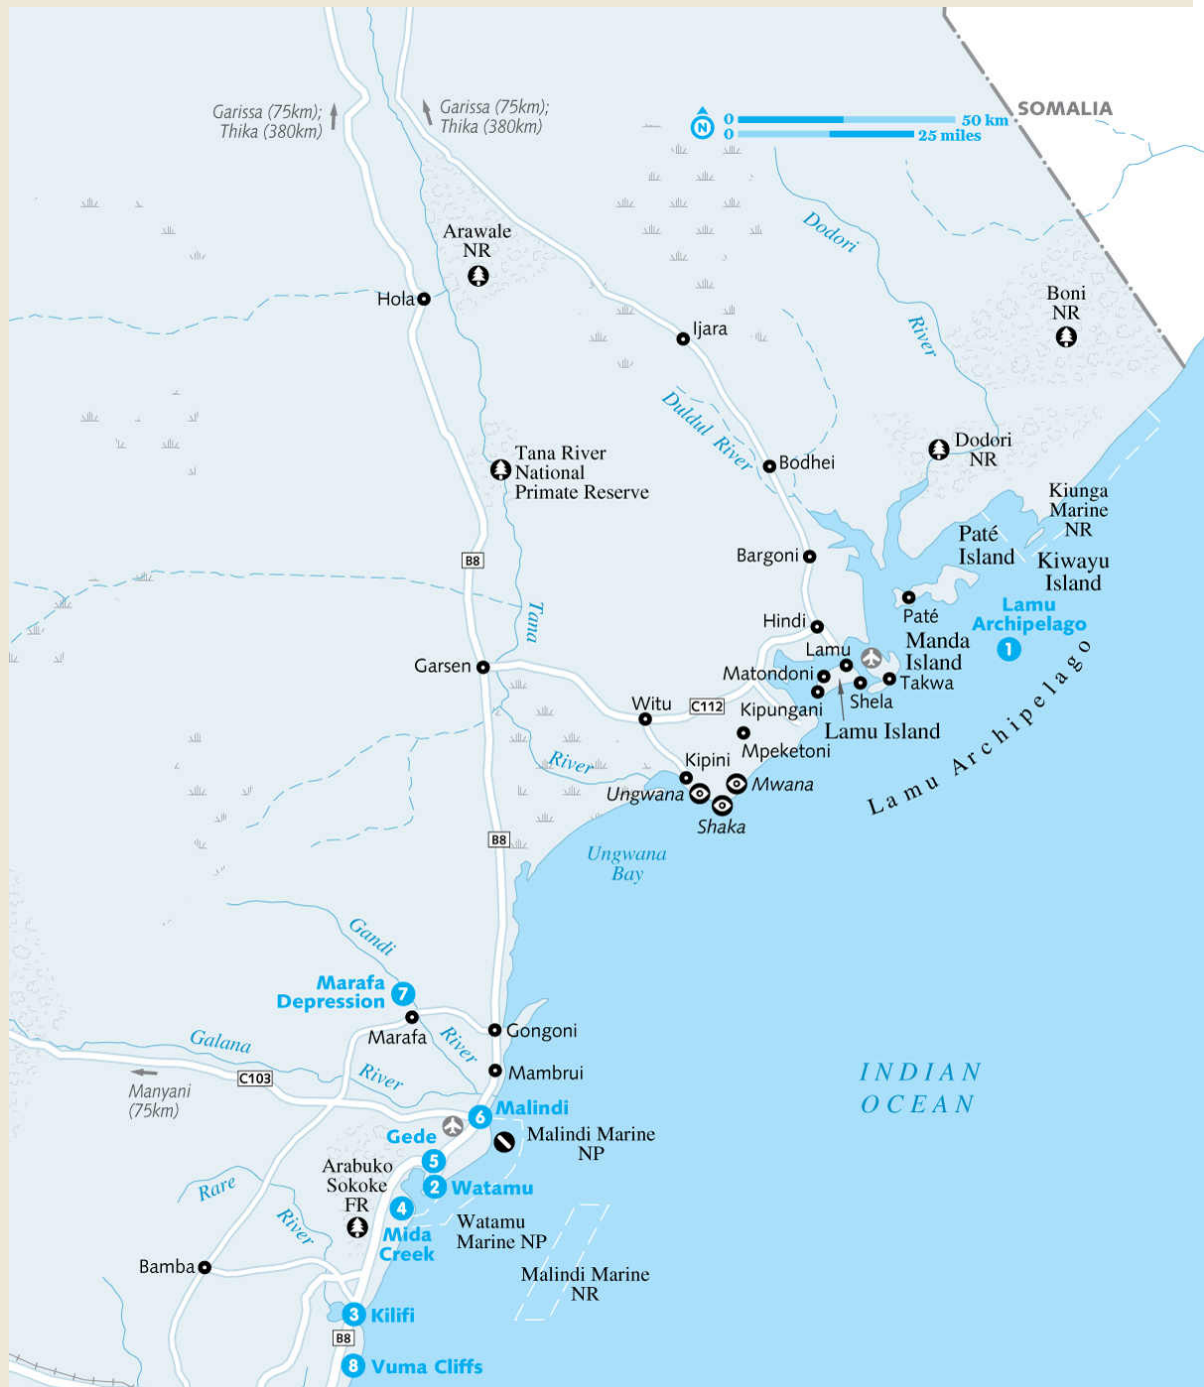 Garissa (75km);
Thika (380km)
Garissa (75km);
Thika (380km)
N
0
50 km
0
25 miles
SOMALIA
Dodori
River
Arawale
NR
Hola
Boni
NR
Ijara
Duldul River
Tana River
National
Primate Reserve
Bodhei
Dodori
NR
Kiunga
Marine
NR
Paté
Island
Kiwayu
Island
B8
Bargoni
Tana
Paté
Lamu
Archipelago
1
Hindi
Manda
Island
Lamu
Garsen
Matondoni
Takwa
Shela
Kipungani
C112
Witu
Lamu Island
Mpeketoni
Lamu Archipelago
River
Kipini
Ungwana
Mwana
Shaka
B8
Ungwana
Bay
Gandi
Marafa
Depression
7
Marafa
River
Gongoni
Galana
River
C103
Mambrui
Manyani
(75km)
INDIAN
OCEAN
6
Malindi
Gede
5
Malindi Marine
NP
Arabuko
Sokoke
FR
2
Watamu
Rare
River
4
Mida
Creek
Watamu
Marine NP
Bamba
Malindi Marine
NR
3
Kilifi
B8
8
Vuma Cliffs